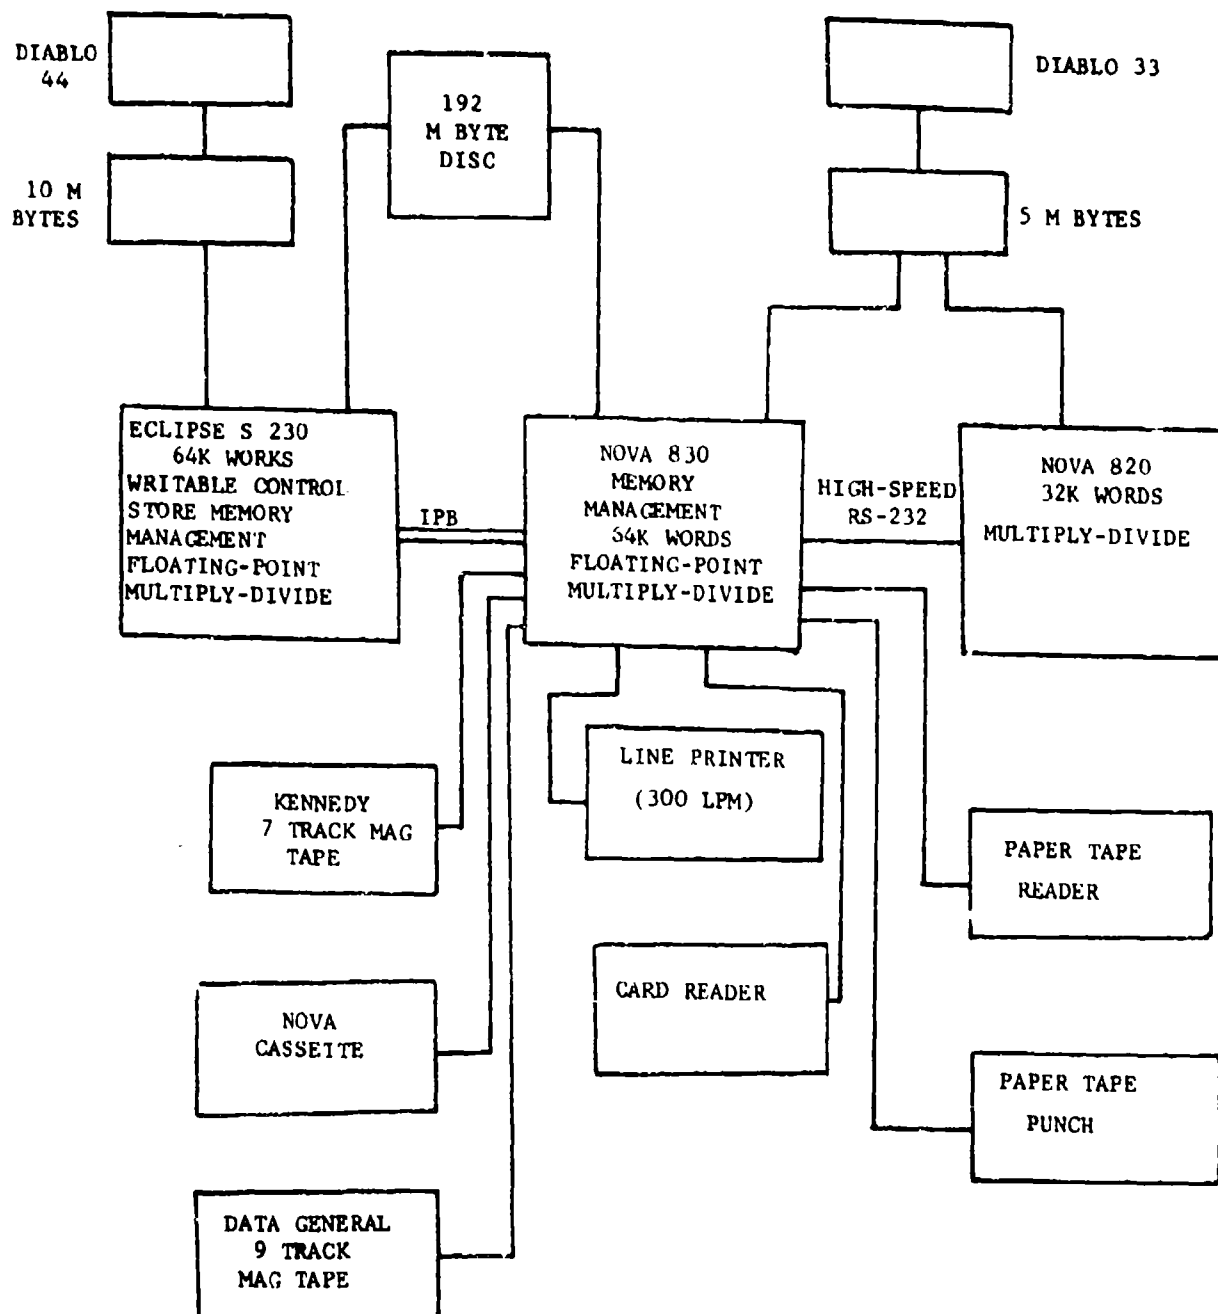 DIABLO
44
192
M BYTE
DISC
DIABLO 33
10 M
BYTES
5 M BYTES
ECLIPSE S 230
64K WORKS
WRITABLE CONTROL
STORE MEMORY
MANAGEMENT
FLOATING-POINT
MULTIPLY-DIVIDE
IPB
NOVA 830
MEMORY
MANAGEMENT
64K WORDS
FLOATING-POINT
MULTIPLY-DIVIDE
HIGH-SPEED
RS-232
NOVA 820
32K WORDS
MULTIPLY-DIVIDE
KENNEDY
7 TRACK MAG
TAPE
LINE PRINTER
(300 LPM)
PAPER TAPE
READER
NOVA
CASSETTE
CARD READER
PAPER TAPE
PUNCH
DATA GENERAL
9 TRACK
MAG TAPE